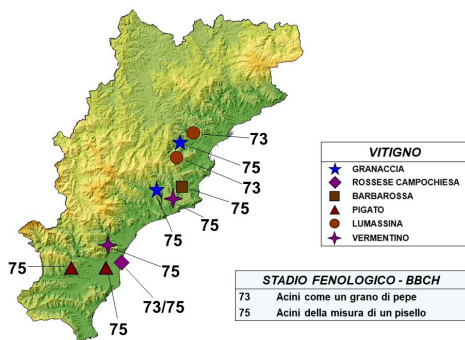 73
75
73
75
75
75
75
75
75
73/75
VITIGNO
GRANACCIA
ROSSESE CAMPOCHIESA
BARBAROSSA
PIGATO
LUMASSINA
VERMENTINO
STADIO FENOLOGICO - BBCH
73 Acini come un grano di pepe
75 Acini della misura di un pisello